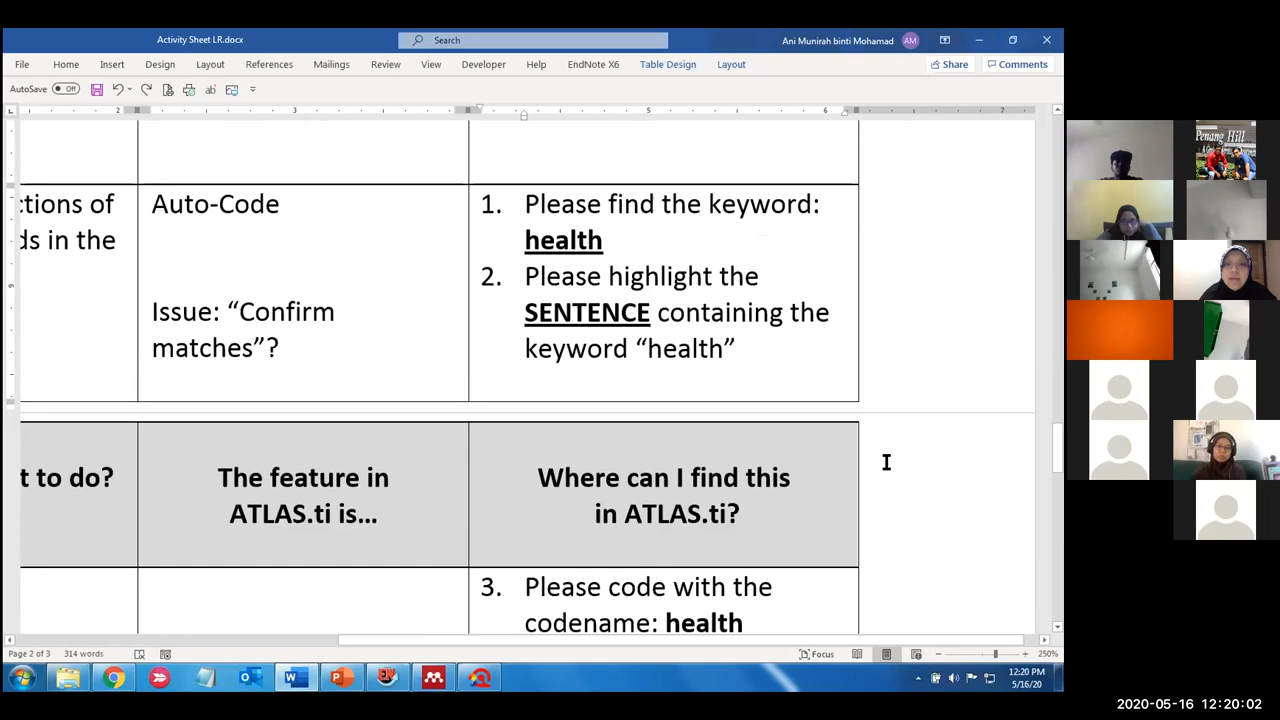 Activity Sheet LR.docx
Search
Ani Munirah binti Mohamad
AM
File Home Insert Design Layout References Mailings Review View Developer Help EndNote X6 Table Design Layout
Share
Comments
AutoSave Off
2 3 5 6 7
ctions of
ds in the
Auto-Code
Issue: “Confirm
matches”?
1. Please find the keyword:
health
2. Please highlight the
SENTENCE containing the
keyword “health”
t to do?
The feature in
ATLAS.ti is...
Where can I find this
in ATLAS.ti?
3. Please code with the
codename: health
Page 2 of 3 314 words
Focus
250%
12:20 PM
5/16/20
Penang Hill
2020-05-16 12:20:02